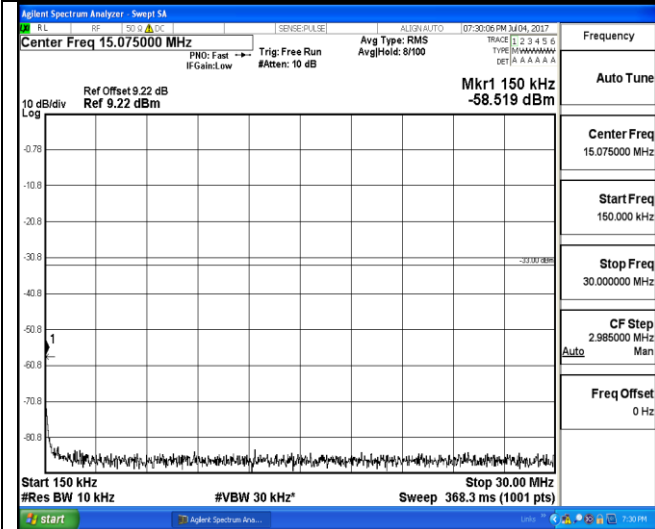 Agilent Spectrum Analyzer - Swept SA
RL RF 50 Ω DC SENSE:PULSE ALIGN AUTO 07:30:06 PM Jul 04, 2017
Center Freq 15.075000 MHz
PNO: Fast
IFGain:Low
Trig: Free Run
#Atten: 10 dB
Avg Type: RMS
Avg|Hold: 8/100
TRACE 1 2 3 4 5 6
TYPE MWWWWW
DET A A A A A A
Mkr1 150 kHz
-58.519 dBm
Ref Offset 9.22 dB
Ref 9.22 dBm
10 dB/div
Log
-0.78
-10.8
-20.8
-30.8
-40.8
-50.8
-60.8
-70.8
-80.8
-33.00 dBm
1
Start 150 kHz
#Res BW 10 kHz
#VBW 30 kHz*
Stop 30.00 MHz
Sweep 368.3 ms (1001 pts)
Frequency
Auto Tune
Center Freq
15.075000 MHz
Start Freq
150.000 kHz
Stop Freq
30.000000 MHz
CF Step
2.985000 MHz
Auto Man
Freq Offset
0 Hz
start
Agilent Spectrum Ana...
Links
7:30 PM